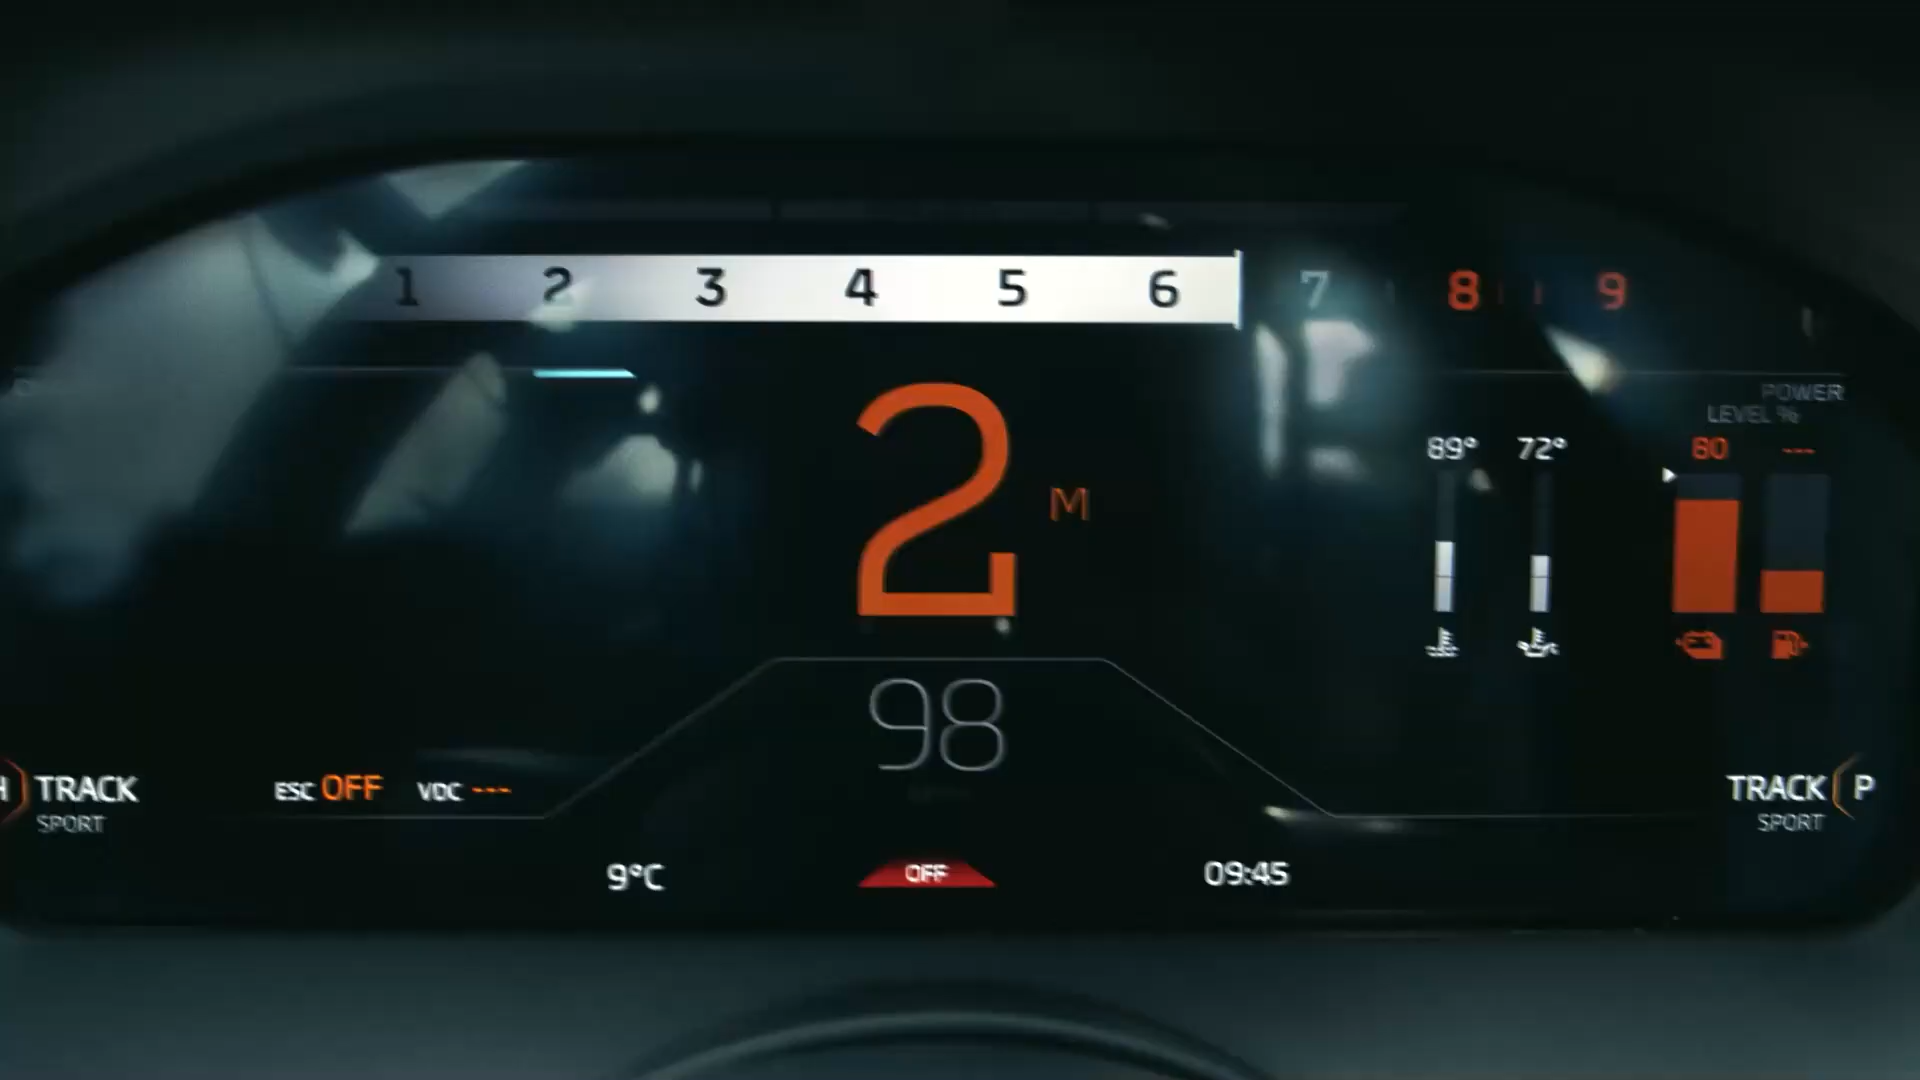 1 2 3 4 5 6 7 8 9
POWER
LEVEL %
89° 72° 80 ---
2 M
98
H TRACK
SPORT
ESC OFF VDC ---
TRACK P
SPORT
9°C OFF 09:45